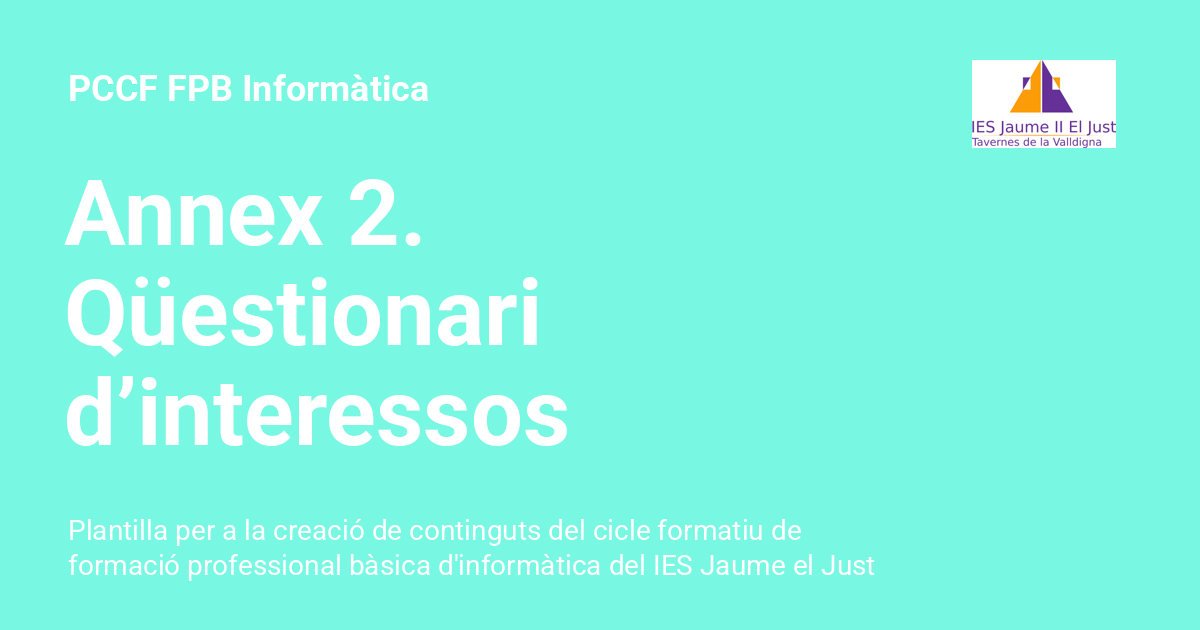 PCCF FPB Informàtica
IES Jaume II El Just
Tavernes de la Valldigna
Annex 2.
Qüestionari
d’interessos
Plantilla per a la creació de continguts del cicle formatiu de
formació professional bàsica d'informàtica del IES Jaume el Just